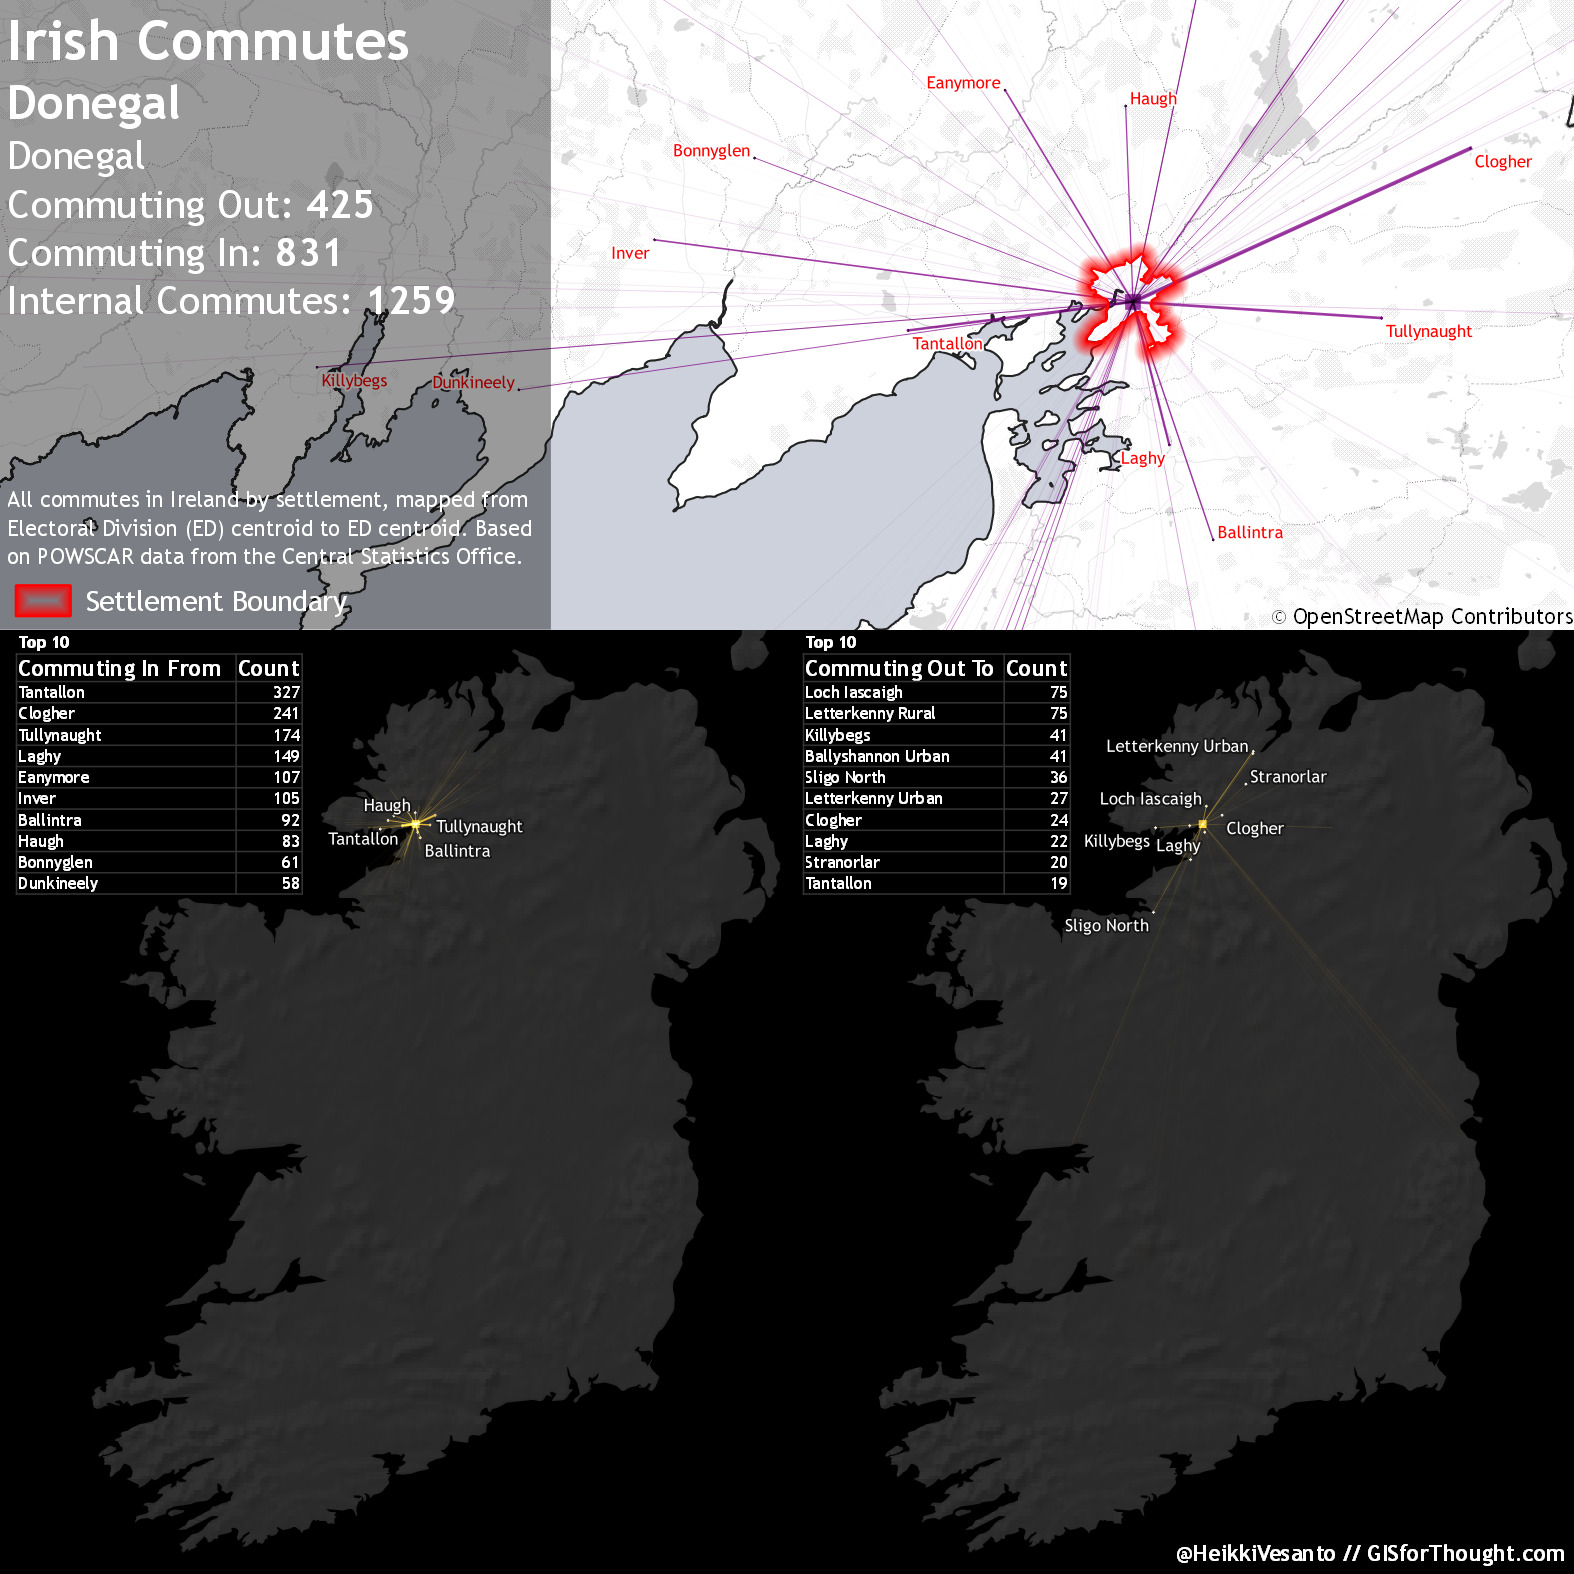 Irish Commutes
Donegal
Donegal
Commuting Out: 425
Commuting In: 831
Internal Commutes: 1259
Eanymore
Haugh
Bonnyglen
Clogher
Inver
Tullynaught
Tantallon
Killybegs
Dunkineely
Laghy
Ballintra
All commutes in Ireland by settlement, mapped from
Electoral Division (ED) centroid to ED centroid. Based
on POWSCAR data from the Central Statistics Office.
Settlement Boundary
© OpenStreetMap Contributors
Top 10
Commuting In From Count
Tantallon 327
Clogher 241
Tullynaught 174
Laghy 149
Eanymore 107
Inver 105
Ballintra 92
Haugh 83
Bonnyglen 61
Dunkineely 58
Haugh
Tullynaught
Tantallon
Ballintra
Top 10
Commuting Out To Count
Loch Iascaigh 75
Letterkenny Rural 75
Killybegs 41
Ballyshannon Urban 41
Sligo North 36
Letterkenny Urban 27
Clogher 24
Laghy 22
Stranorlar 20
Tantallon 19
Letterkenny Urban
Stranorlar
Loch Iascaigh
Clogher
Killybegs
Laghy
Sligo North
@HeikkiVesanto // GISforThought.com